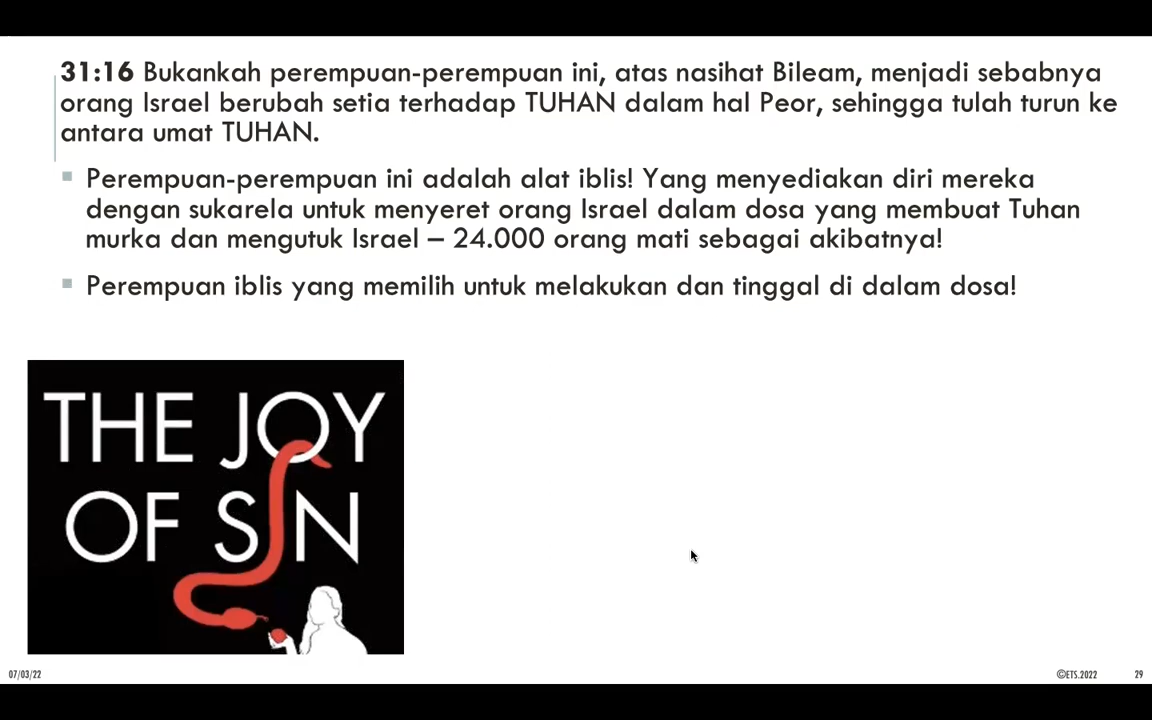 31:16 Bukankah perempuan-perempuan ini, atas nasihat Bileam, menjadi sebabnya
orang Israel berubah setia terhadap TUHAN dalam hal Peor, sehingga tulah turun ke
antara umat TUHAN.
Perempuan-perempuan ini adalah alat iblis! Yang menyediakan diri mereka
dengan sukarela untuk menyeret orang Israel dalam dosa yang membuat Tuhan
murka dan mengutuk Israel – 24.000 orang mati sebagai akibatnya!
Perempuan iblis yang memilih untuk melakukan dan tinggal di dalam dosa!
THE JOY
OF SIN
07/03/22
©ETS.2022
29